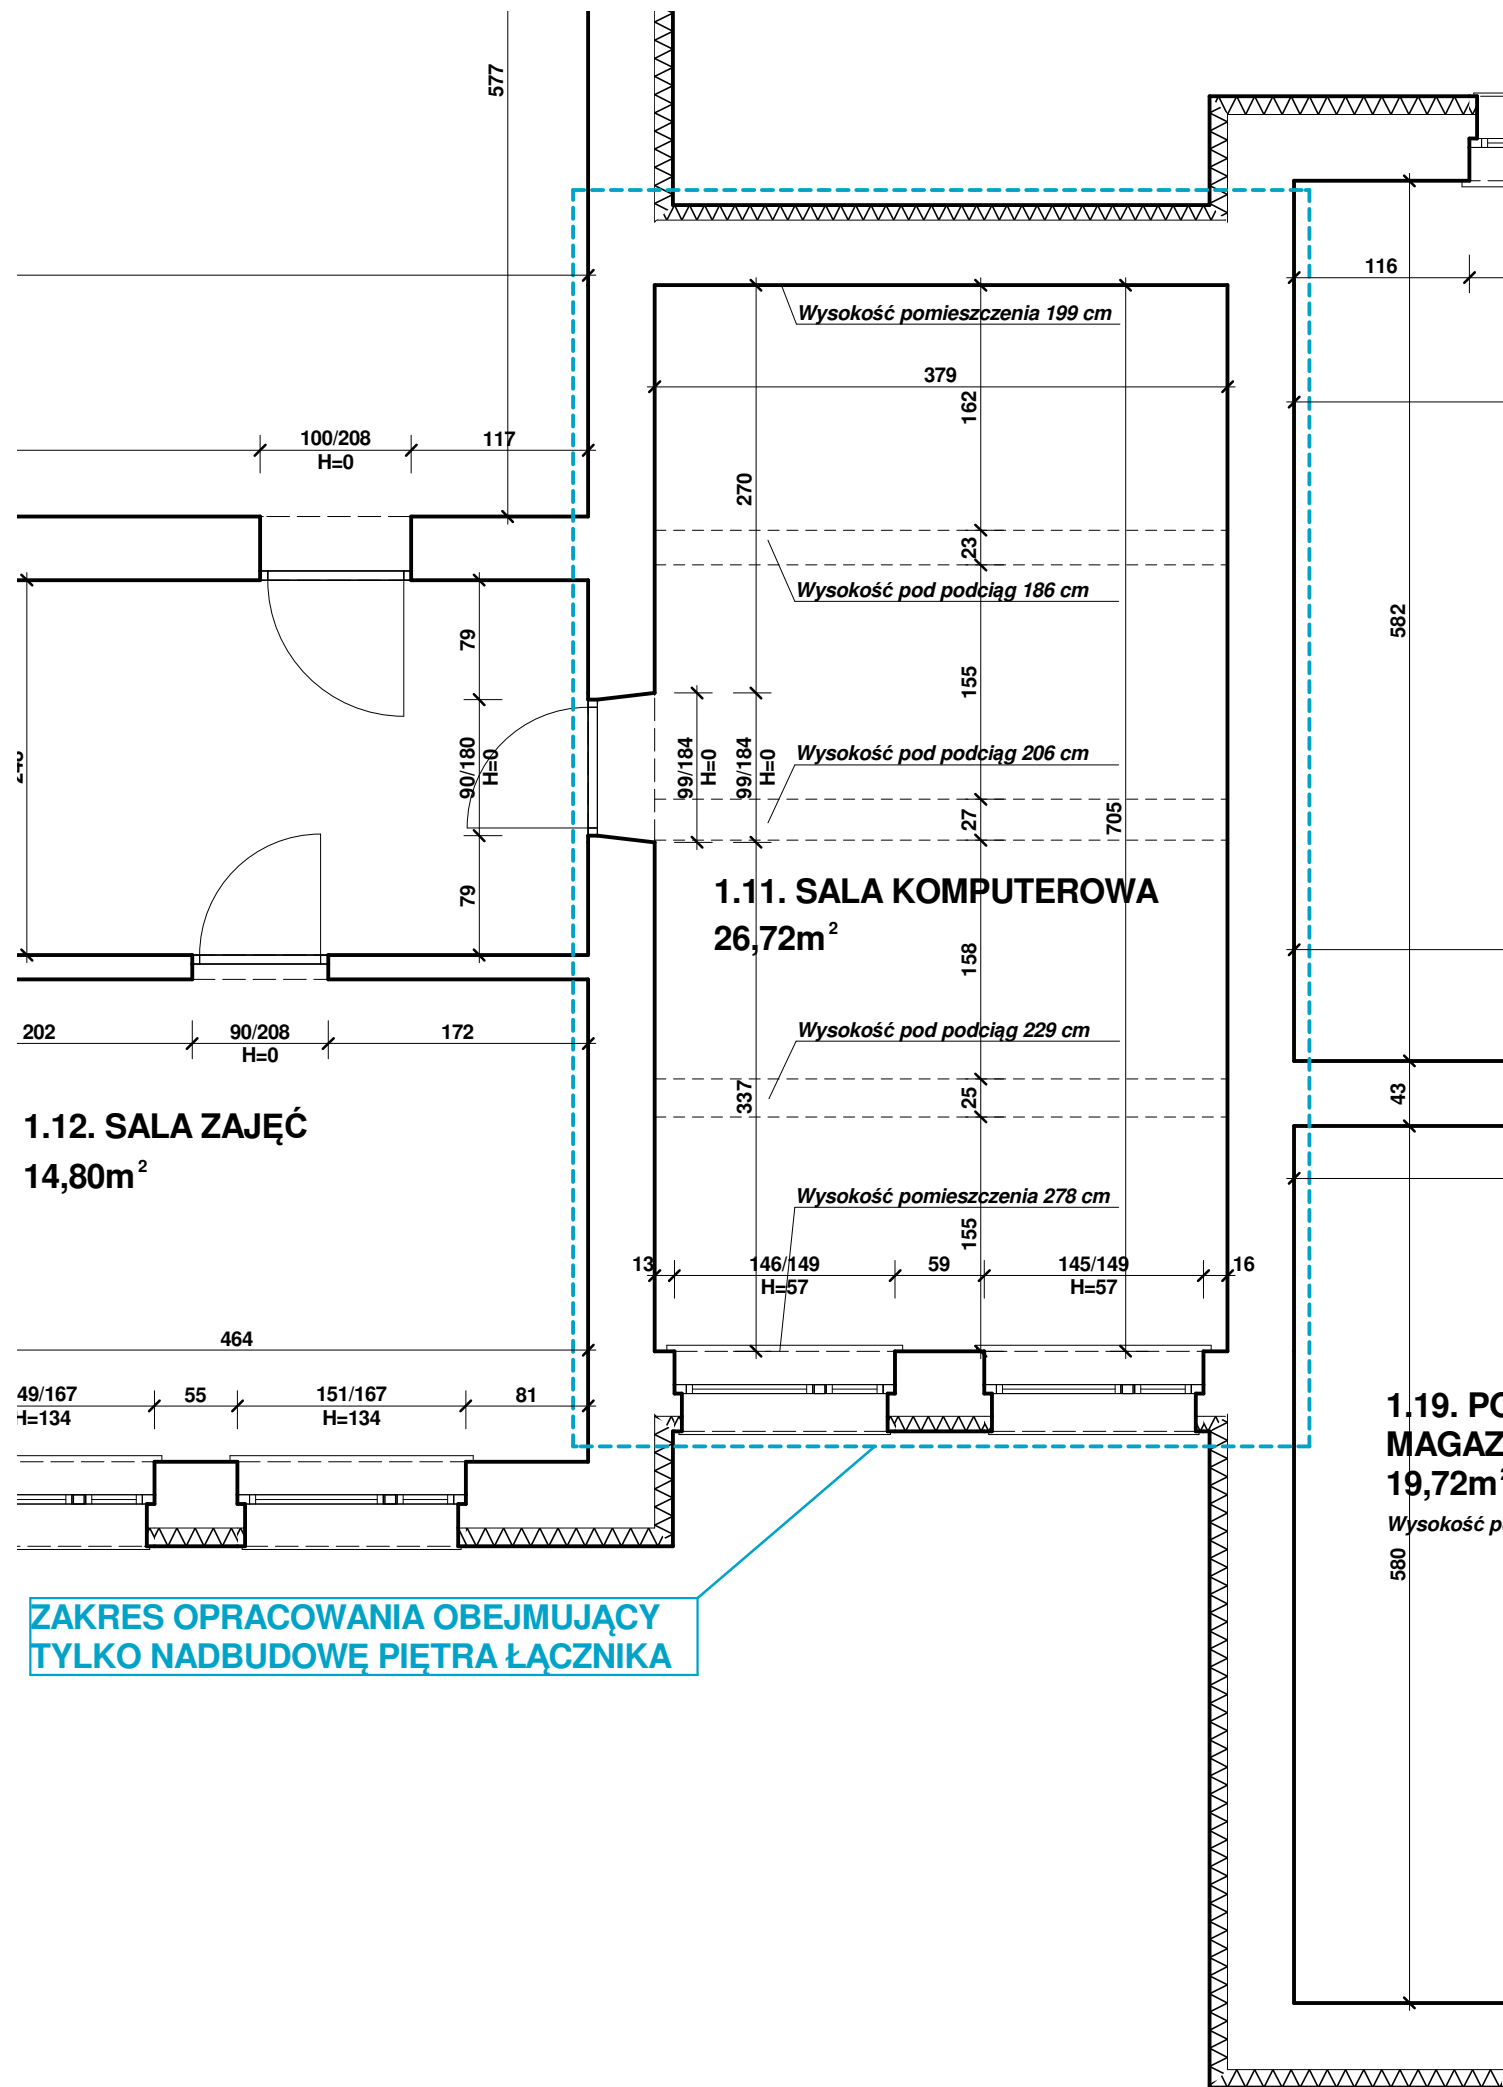 577
116
Wysokość pomieszczenia 199 cm
379
162
100/208
H=0
117
270
23
Wysokość pod podciąg 186 cm
582
79
155
90/180
H=0
99/184
H=0
99/184
H=0
Wysokość pod podciąg 206 cm
27
705
79
1.11. SALA KOMPUTEROWA
26,72m²
158
202
90/208
H=0
172
Wysokość pod podciąg 229 cm
337
25
43
1.12. SALA ZAJĘĆ
14,80m²
Wysokość pomieszczenia 278 cm
155
13
146/149
H=57
59
145/149
H=57
16
464
49/167
H=134
55
151/167
H=134
81
1.19. PO
MAGAZ
19,72m²
Wysokość p
580
ZAKRES OPRACOWANIA OBEJMUJĄCY
TYLKO NADBUDOWĘ PIĘTRA ŁĄCZNIKA